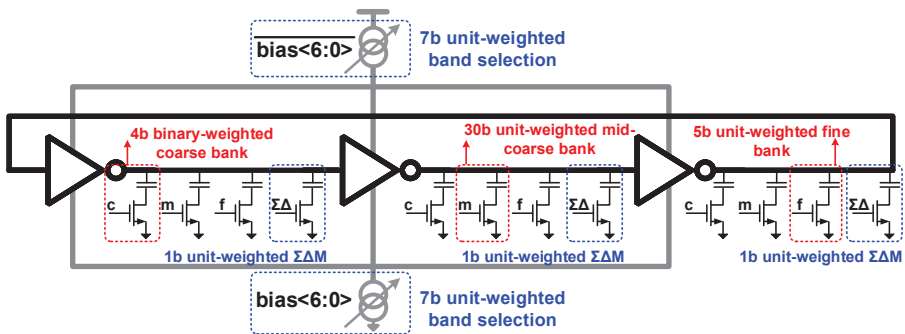 bias<6:0>
7b unit-weighted
band selection
4b binary-weighted
coarse bank
30b unit-weighted mid-
coarse bank
5b unit-weighted fine
bank
c
m
f
ΣΔ
c
m
f
ΣΔ
c
m
f
ΣΔ
1b unit-weighted ΣΔM
1b unit-weighted ΣΔM
1b unit-weighted ΣΔM
bias<6:0>
7b unit-weighted
band selection